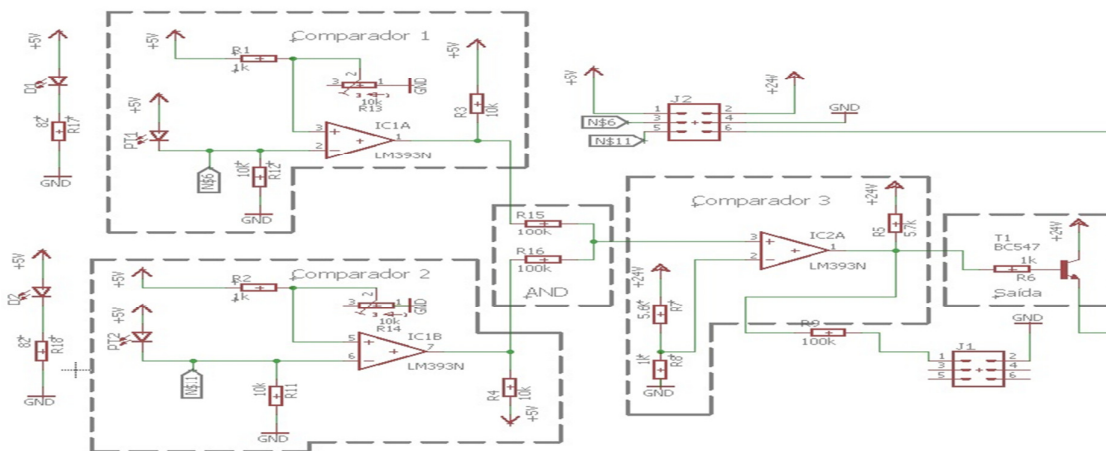 +5V
D1
82
R17
GND
Comparador 1
+5V
R1
1k
3
2
1
10k
R13
GND
+5V
R3
10k
+5V
PT1
3
2
IC1A
1
LM393N
N$6
10k
R12
GND
+5V
D2
82
R18
GND
Comparador 2
+5V
R2
1k
3
2
1
10k
R14
GND
+5V
PT2
5
6
IC1B
7
LM393N
10k
R11
GND
R4
10k
+5V
R15
100k
R16
100k
AND
+5V
N$6
N$11
J2
1
2
3
4
5
6
+24V
GND
Comparador 3
+24V
R5
5.7k
3
2
IC2A
1
LM393N
+24V
R7
1k
R8
GND
T1
BC547
+24V
1k
R6
Saída
R9
100k
GND
J1
1
2
3
4
5
6